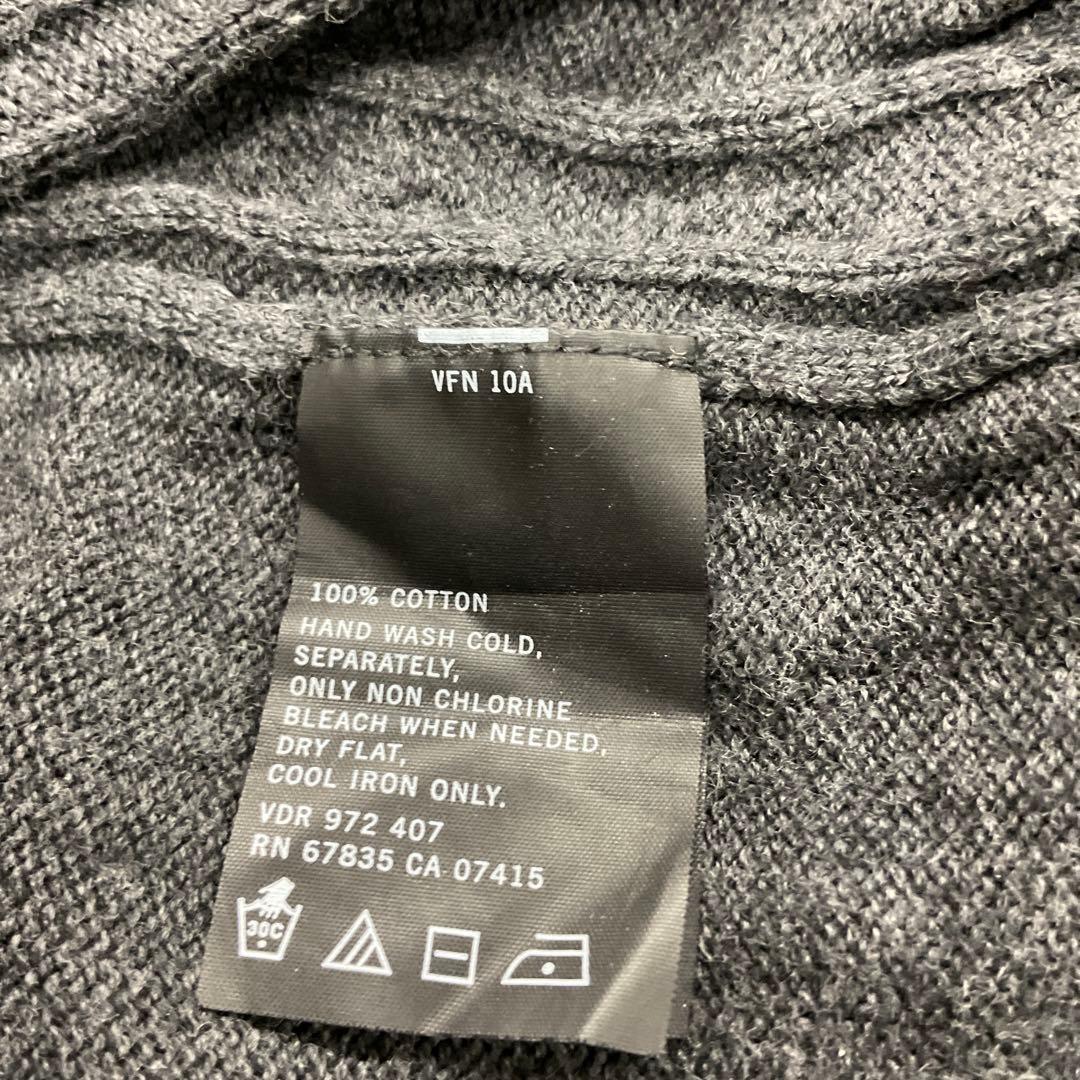 VFN 10A
100% COTTON
HAND WASH COLD,
SEPARATELY,
ONLY NON CHLORINE
BLEACH WHEN NEEDED,
DRY FLAT,
COOL IRON ONLY.
VDR 972 407
RN 67835 CA 07415
30C